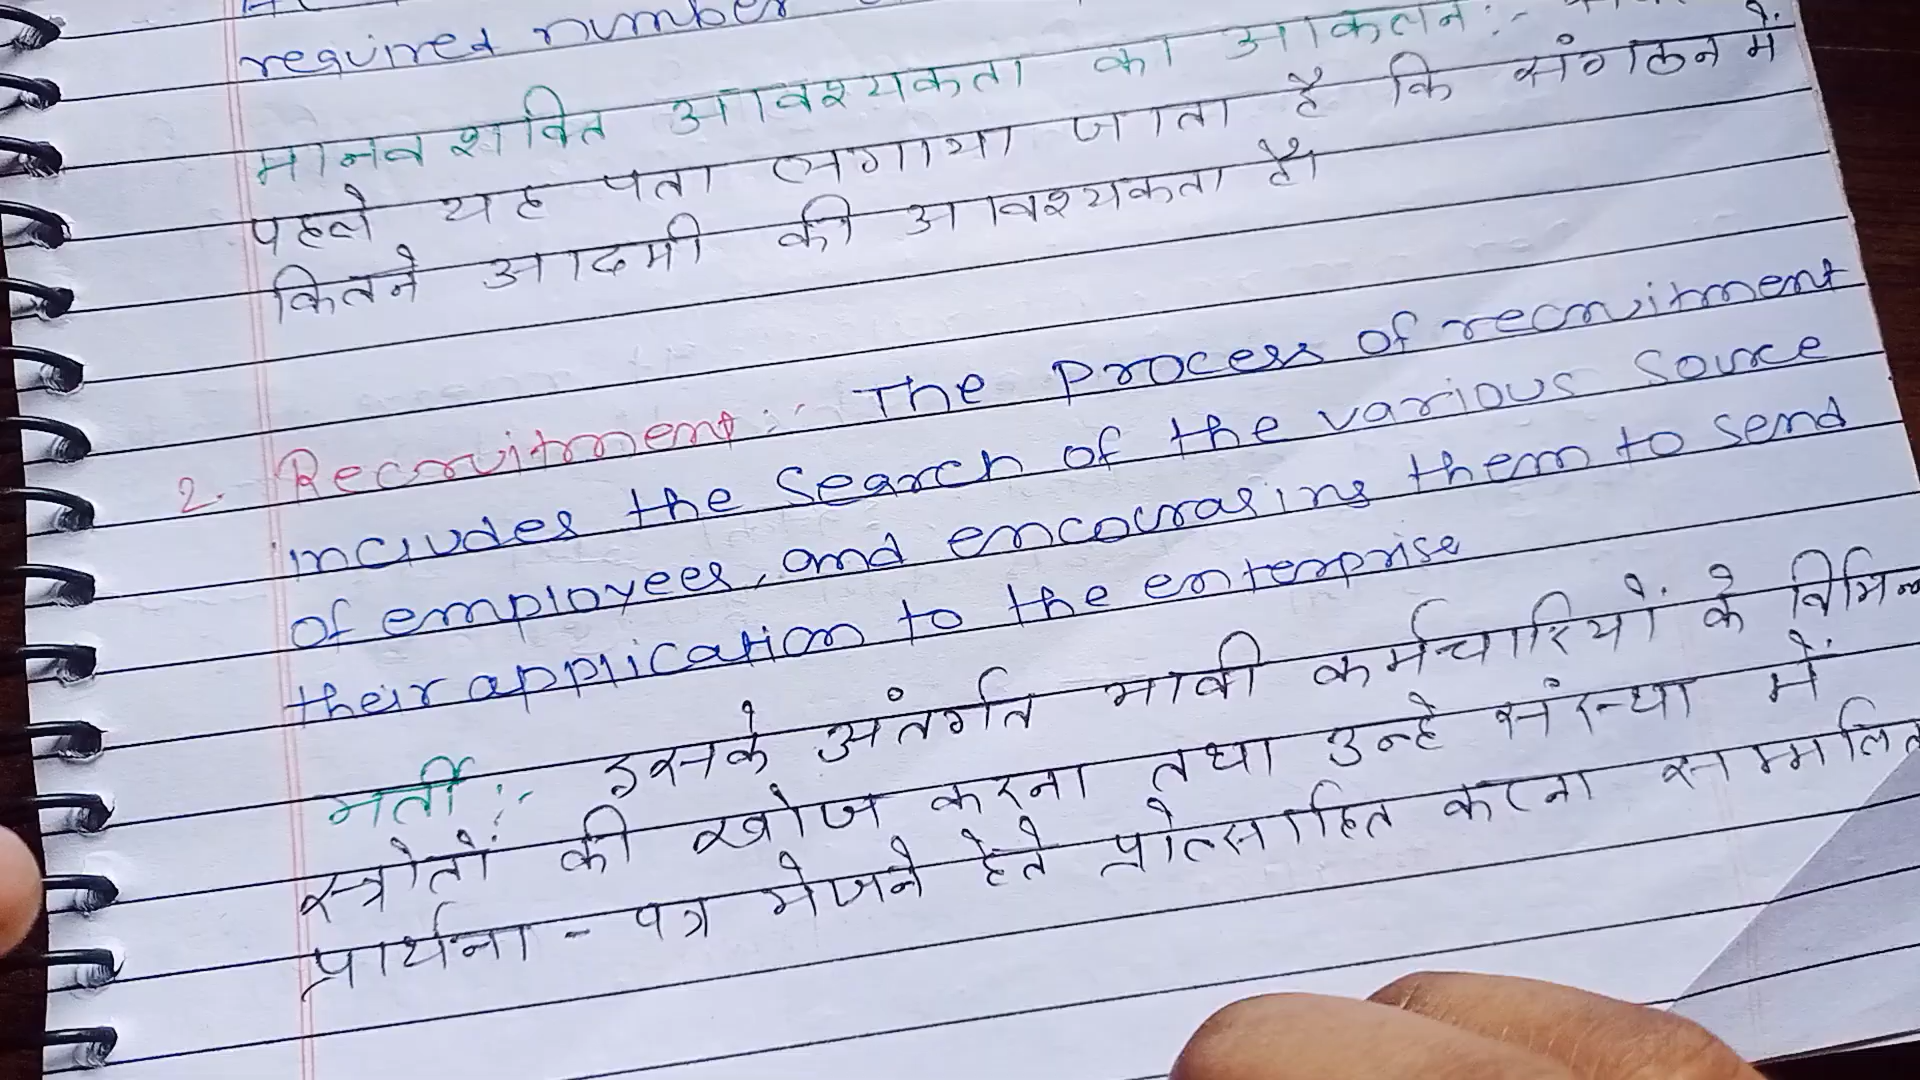 required number
मानव शक्ति आवश्यकता का आकलन :-
पहले यह पता लगाया जाता है कि संगठन में
कितने आदमी की आवश्यकता है।
2. Recruitment :- The Process of recruitment
includes the search of the various source
of employees, and encouraging them to send
their application to the enterprise
भर्ती :- इसके अंतर्गत भावी कर्मचारियों के विभिन्न
स्त्रोतों की खोज करना तथा उन्हे संस्था में
प्रार्थना - पत्र भेजने हेतु प्रोत्साहित करना सम्मलित